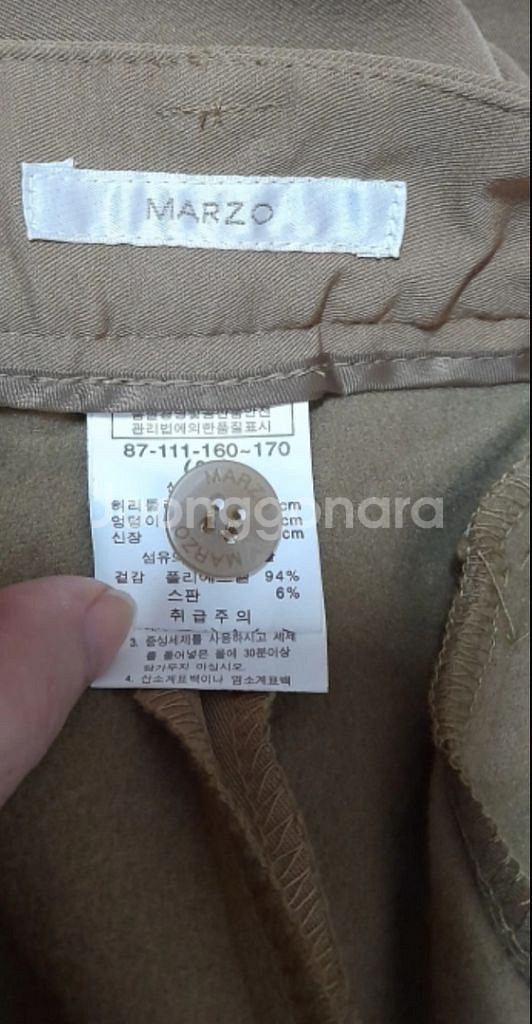 MARZO
관리법에의한품질표시
87-111-160~170
MARZO
허리둘 cm
joonggonara
엉덩이 cm
신장 cm
MARZO
섬유의
겉감 폴리에스텔 94%
스판 6%
취급주의
3. 중성세제를 사용하시고 세제
를 풀어넣은 물에 30분이상
담가두지 마십시오.
4. 산소계표백이나 염소계표백